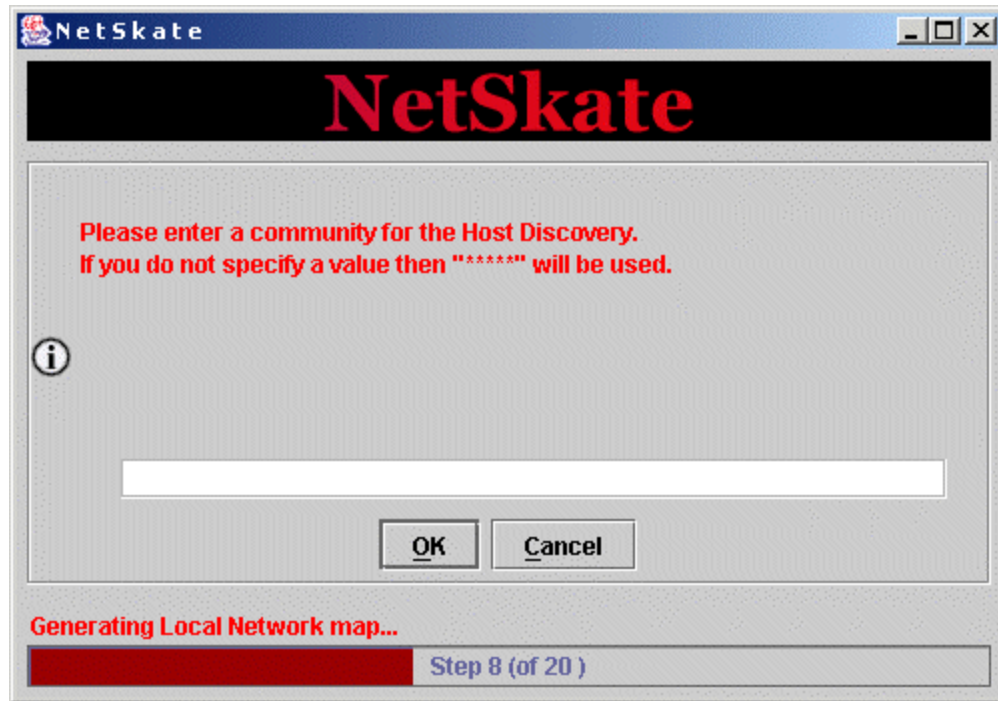 NetSkate
NetSkate
Please enter a community for the Host Discovery.
If you do not specify a value then "*****" will be used.
OK Cancel
Generating Local Network map...
Step 8 (of 20 )